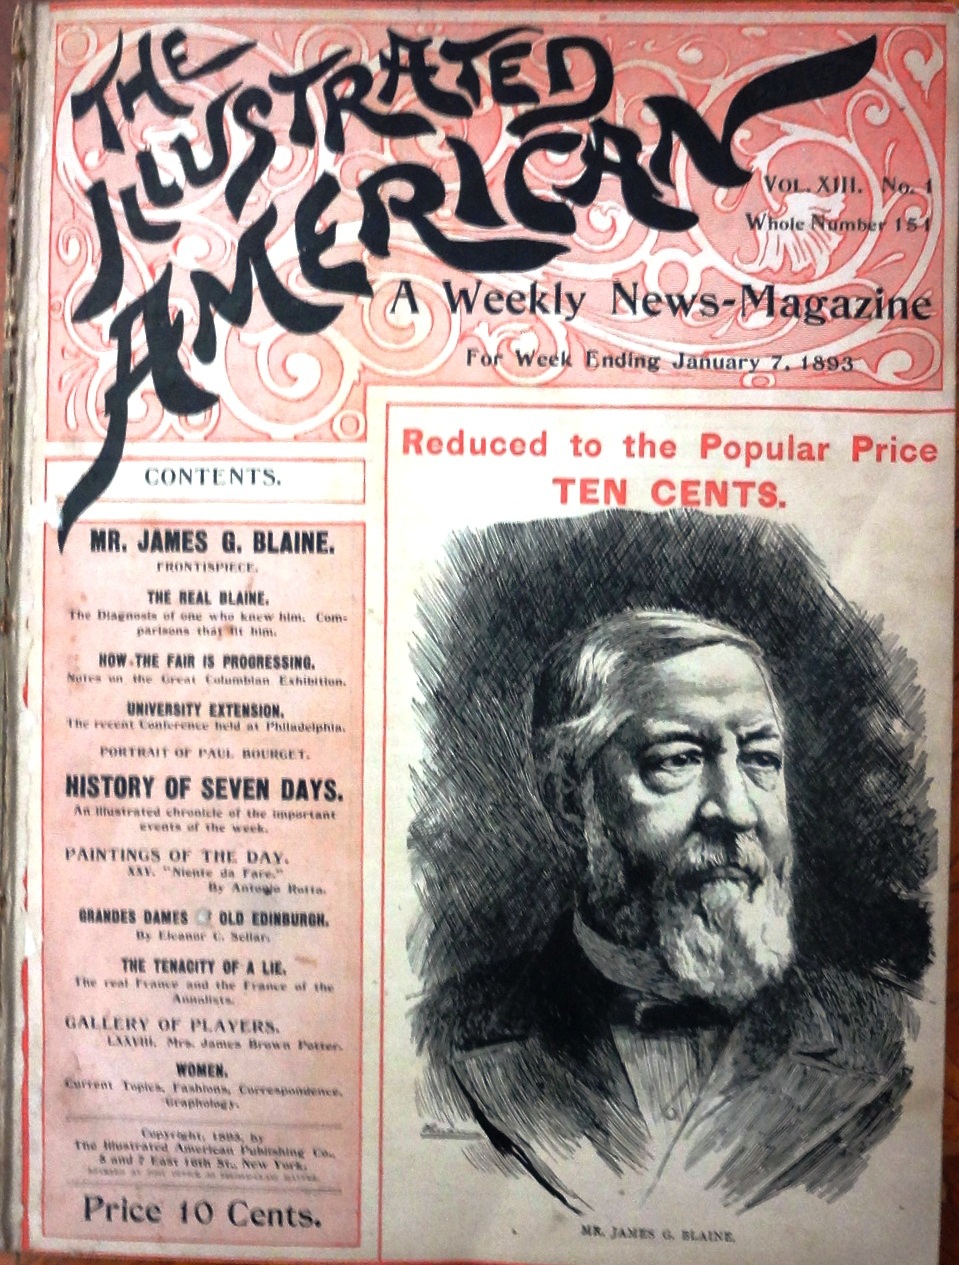 THE
ILLUSTRATED
AMERICAN
VOL. XIII. No. 1
Whole Number 151
A Weekly News-Magazine
For Week Ending January 7, 1893
CONTENTS.
MR. JAMES G. BLAINE.
FRONTISPIECE.
THE REAL BLAINE.
The Diagnosis of one who knew him. Com-
parisons that fit him.
HOW THE FAIR IS PROGRESSING.
Notes on the Great Columbian Exhibition.
UNIVERSITY EXTENSION.
The recent Conference held at Philadelphia.
PORTRAIT OF PAUL BOURGET.
HISTORY OF SEVEN DAYS.
An illustrated chronicle of the important
events of the week.
PAINTINGS OF THE DAY.
XXV. "Niente da Fare."
By Antonio Rotta.
GRANDES DAMES OLD EDINBURGH.
By Eleanor C. Sellar.
THE TENACITY OF A LIE.
The real France and the France of the
Annalists.
GALLERY OF PLAYERS.
LXXVIII. Mrs. James Brown Potter.
WOMEN.
Current Topics, Fashions, Correspondence,
Graphology.
Copyright, 1893, by
The Illustrated American Publishing Co.,
5 and 7 East 16th St., New York.
Price 10 Cents.
Reduced to the Popular Price
TEN CENTS.
MR. JAMES G. BLAINE.